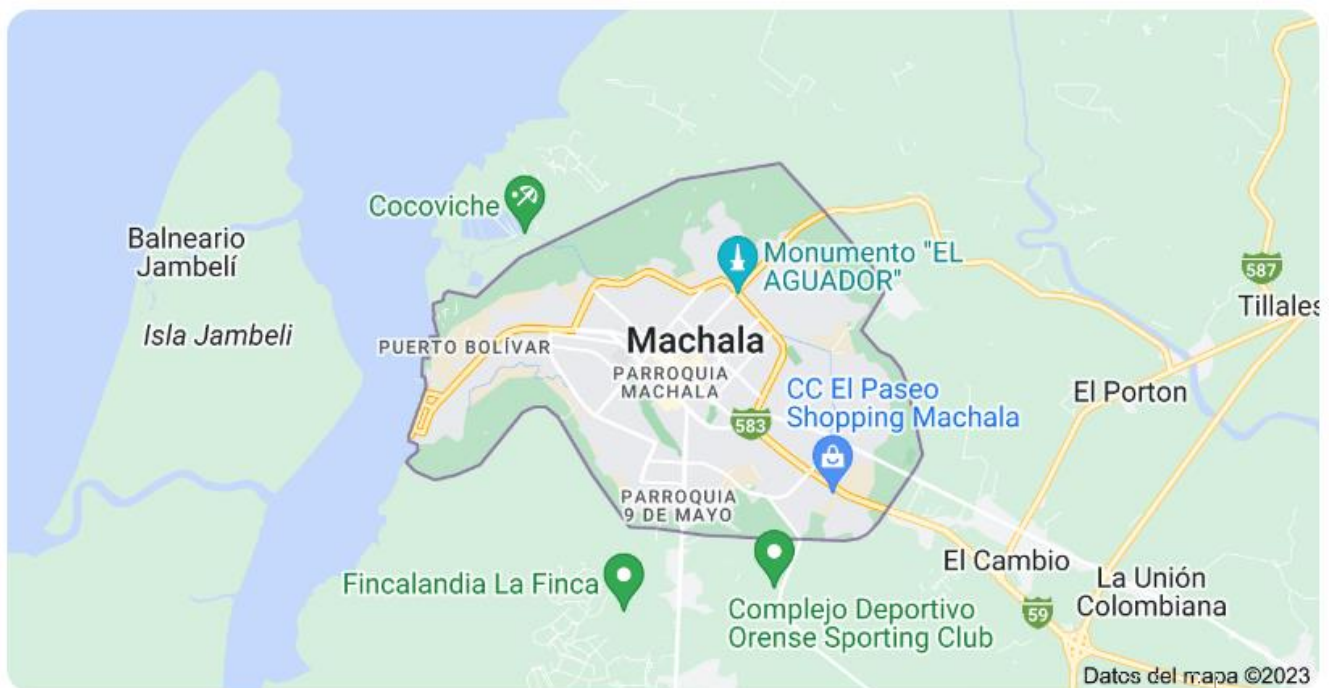 Cocoviche
Balneario
Jambelí
Monumento "EL
AGUADOR"
587
Tillales
Isla Jambeli
PUERTO BOLÍVAR
Machala
PARROQUIA
MACHALA
CC El Paseo
Shopping Machala
El Porton
583
PARROQUIA
9 DE MAYO
El Cambio
Fincalandia La Finca
La Unión
Colombiana
59
Complejo Deportivo
Orense Sporting Club
Datos del mapa ©2023